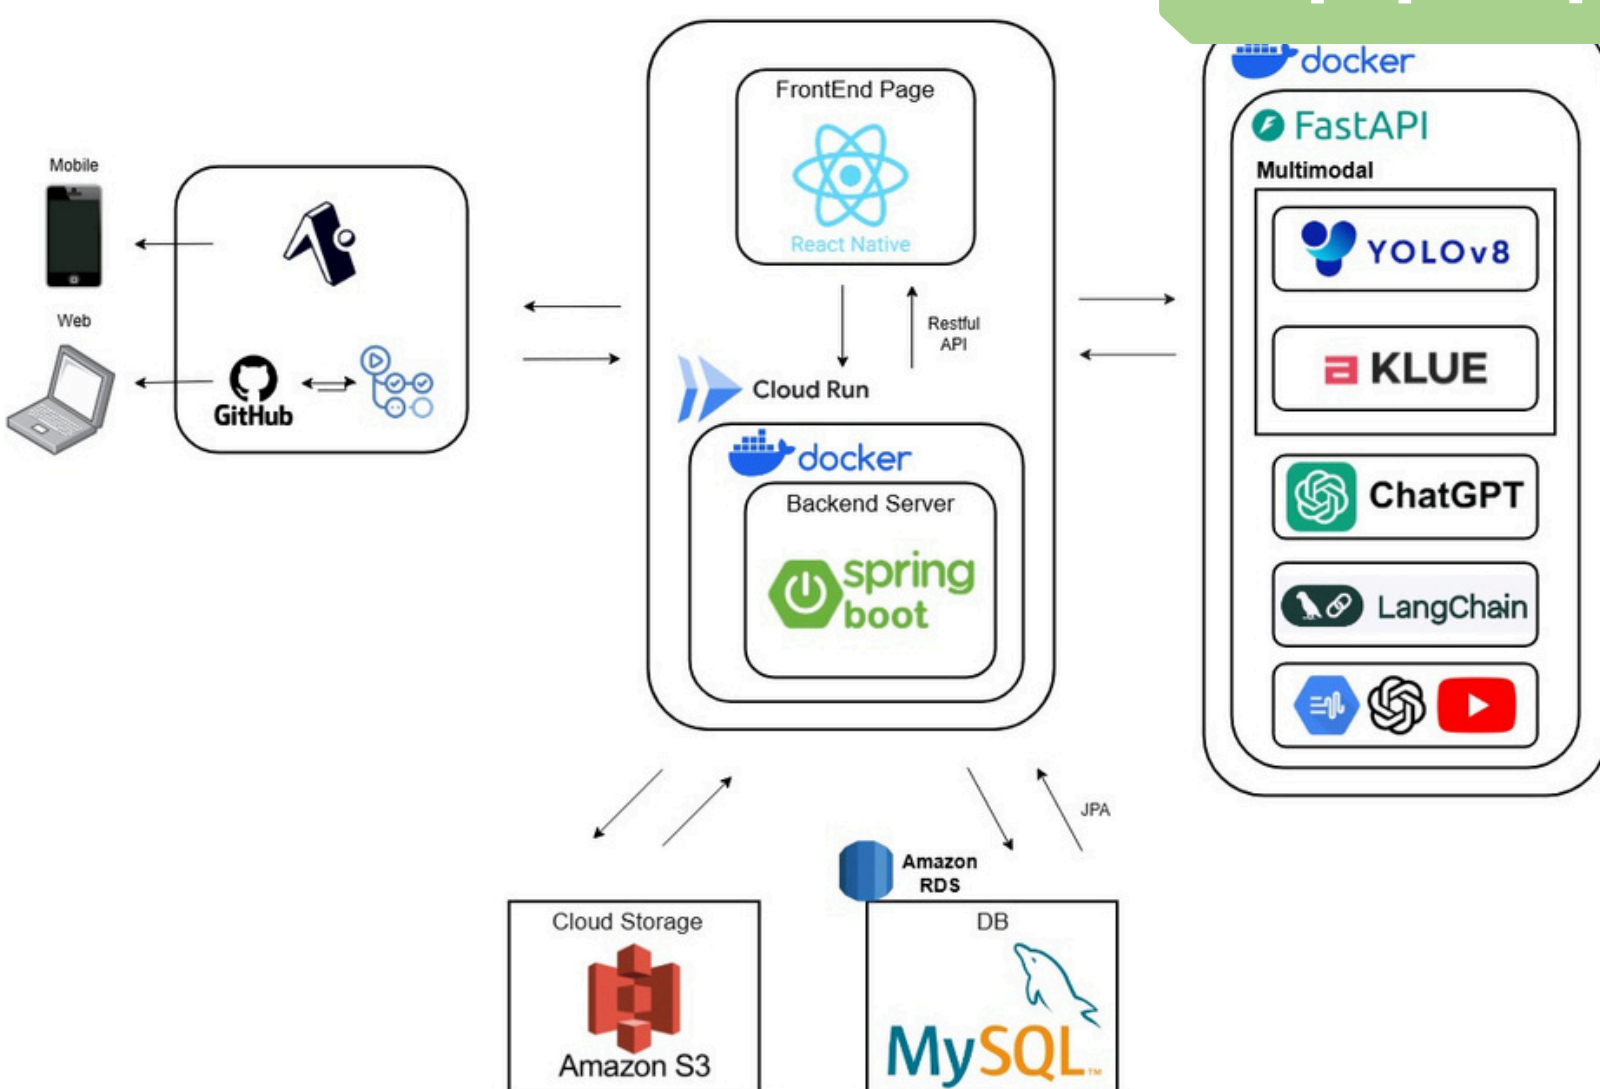 Mobile
Web
GitHub
FrontEnd Page
React Native
Restful
API
Cloud Run
docker
Backend Server
spring
boot
docker
FastAPI
Multimodal
YOLOv8
KLUE
ChatGPT
LangChain
JPA
Cloud Storage
Amazon S3
Amazon
RDS
DB
MySQL™